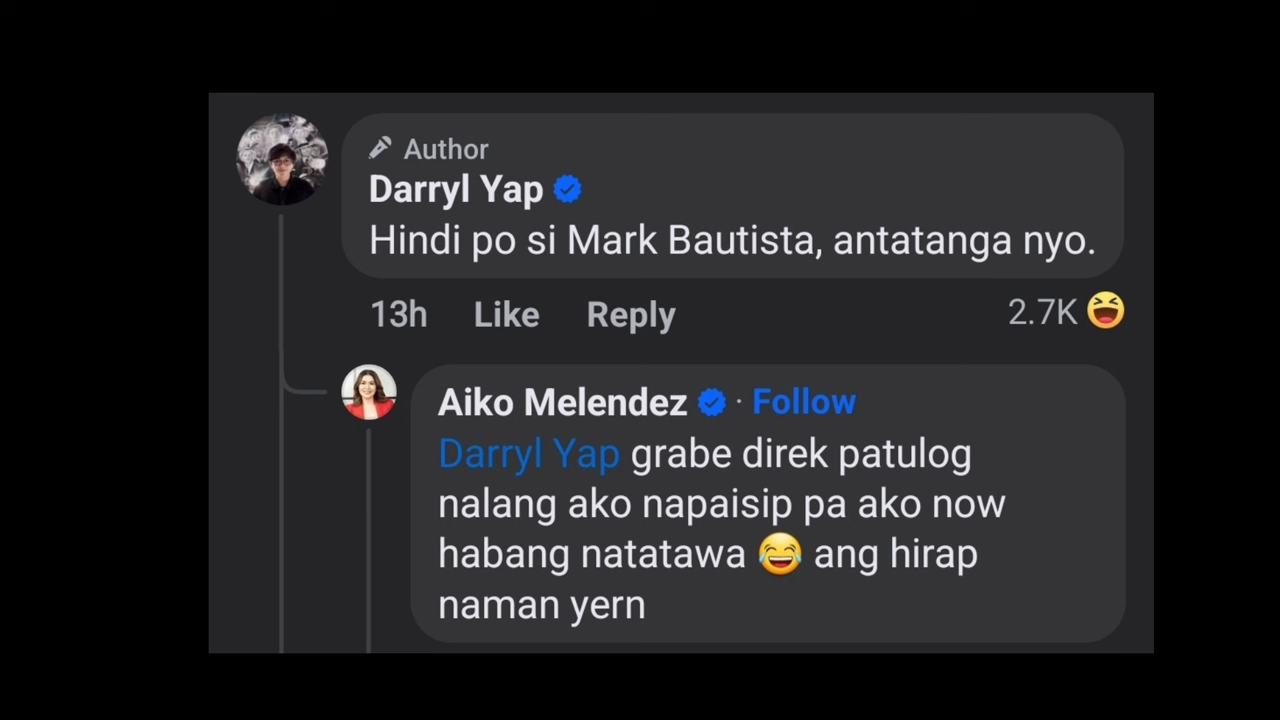 Author
Darryl Yap
Hindi po si Mark Bautista, antatanga nyo.
13h Like Reply 2.7K 😆
Aiko Melendez · Follow
Darryl Yap grabe direk patulog
nalang ako napaisip pa ako now
habang natatawa 😂 ang hirap
naman yern